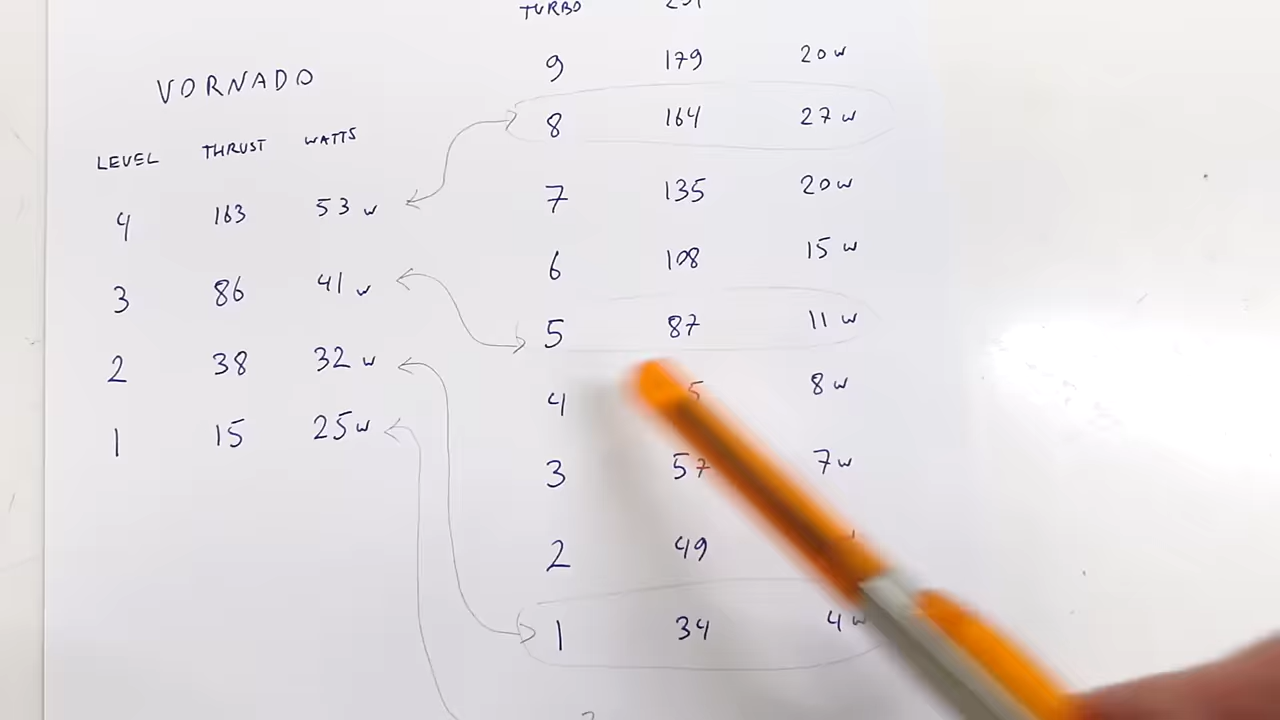 TURBO
VORNADO
LEVEL THRUST WATTS
4 163 53 w
3 86 41 w
2 38 32 w
1 15 25 w
9 179 20 w
8 164 27 w
7 135 20 w
6 108 15 w
5 87 11 w
4 8 w
3 57 7 w
2 49
1 34 4 w